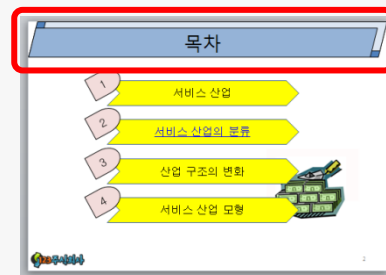 목차
1
서비스 산업
2
서비스 산업의 분류
3
산업 구조의 변화
4
서비스 산업 모형
2